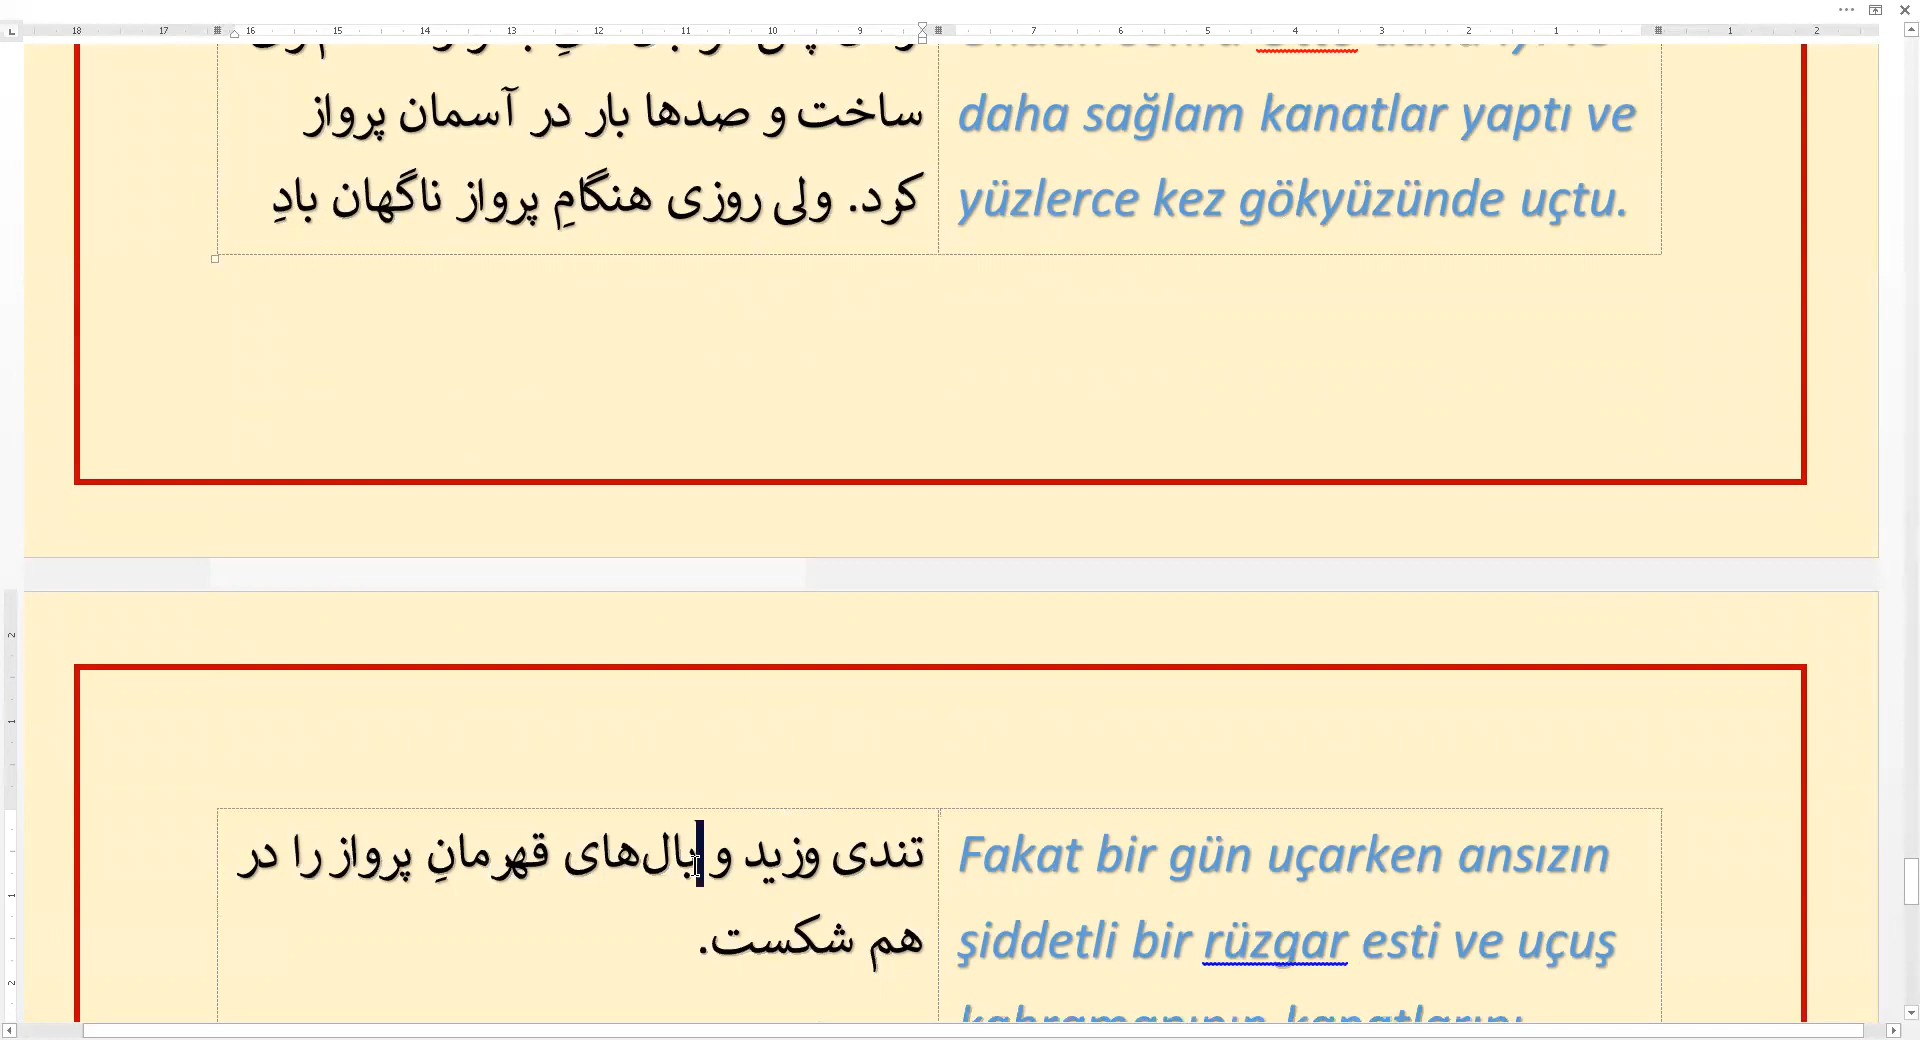 ساخت و صدها بار در آسمان پرواز
کرد. ولی روزی هنگامِ پرواز ناگهان بادِ
daha sağlam kanatlar yaptı ve
yüzlerce kez gökyüzünde uçtu.
تندی وزید و بال‌های قهرمانِ پرواز را در
هم شکست.
Fakat bir gün uçarken ansızın
şiddetli bir rüzgar esti ve uçuş
kahramanının kanatlarını